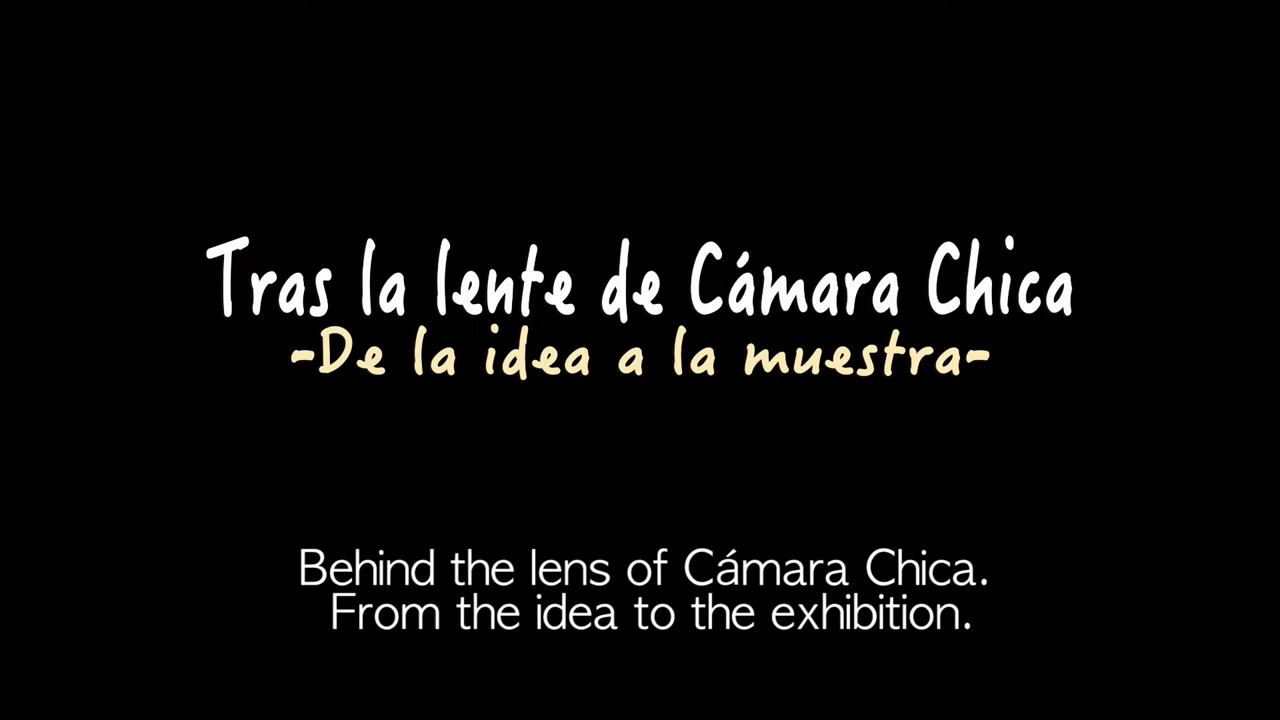 Tras la lente de Cámara Chica
-De la idea a la muestra-
Behind the lens of Cámara Chica.
From the idea to the exhibition.